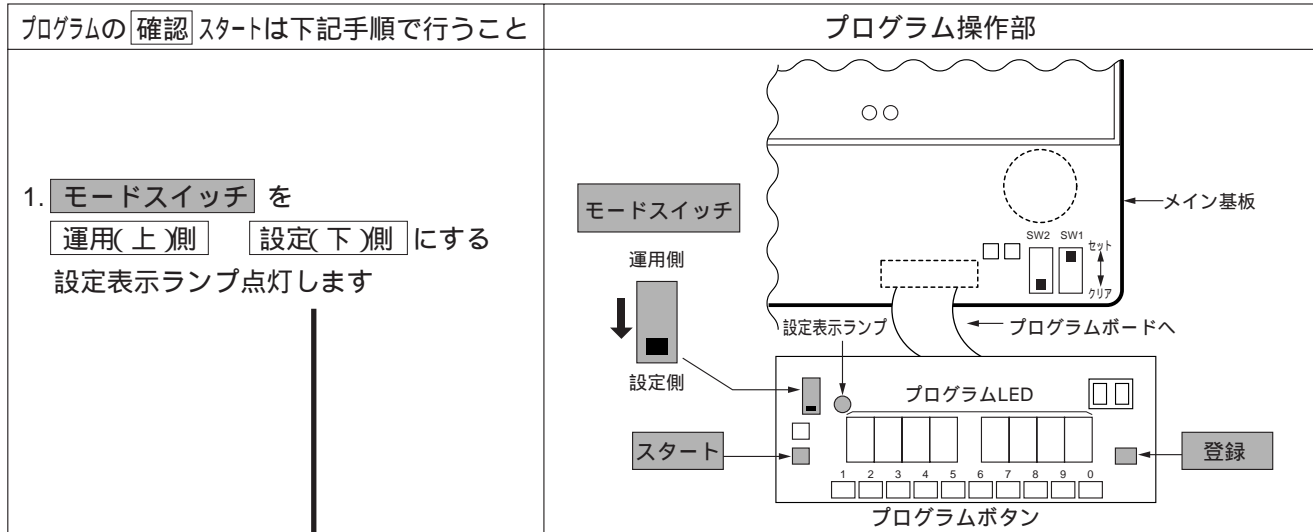 プログラムの 確認 スタートは下記手順で行うこと
プログラム操作部
1. モードスイッチ を
運用(上)側 設定(下)側 にする
設定表示ランプ点灯します
モードスイッチ
運用側
設定側
メイン基板
SW2 SW1
セット
クリア
設定表示ランプ
プログラムボードへ
プログラムLED
スタート
登録
1 2 3 4 5 6 7 8 9 0
プログラムボタン